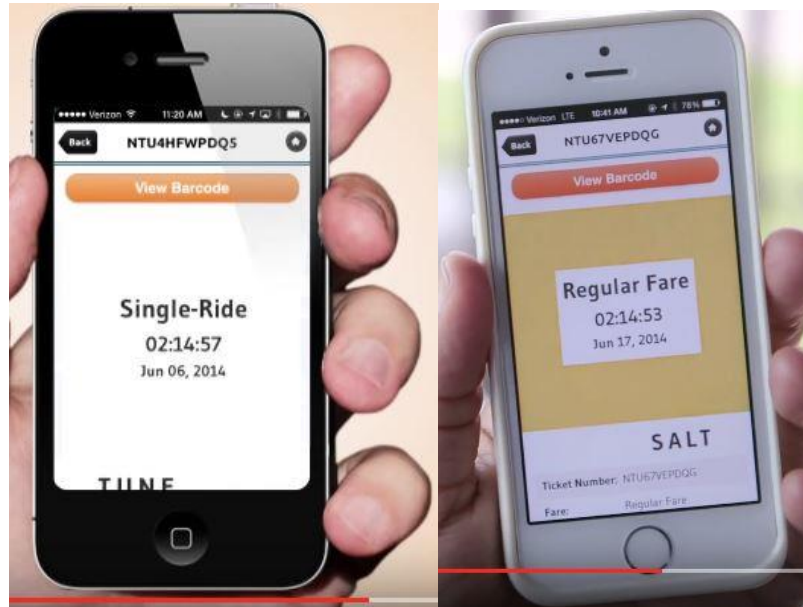 Verizon 11:20 AM
Back NTU4HFWPDQ5
View Barcode
Single-Ride
02:14:57
Jun 06, 2014
TUNE
Verizon LTE 10:41 AM 76%
Back NTU67VEPDQG
View Barcode
Regular Fare
02:14:53
Jun 17, 2014
SALT
Ticket Number: NTU67VEPDQG
Fare: Regular Fare